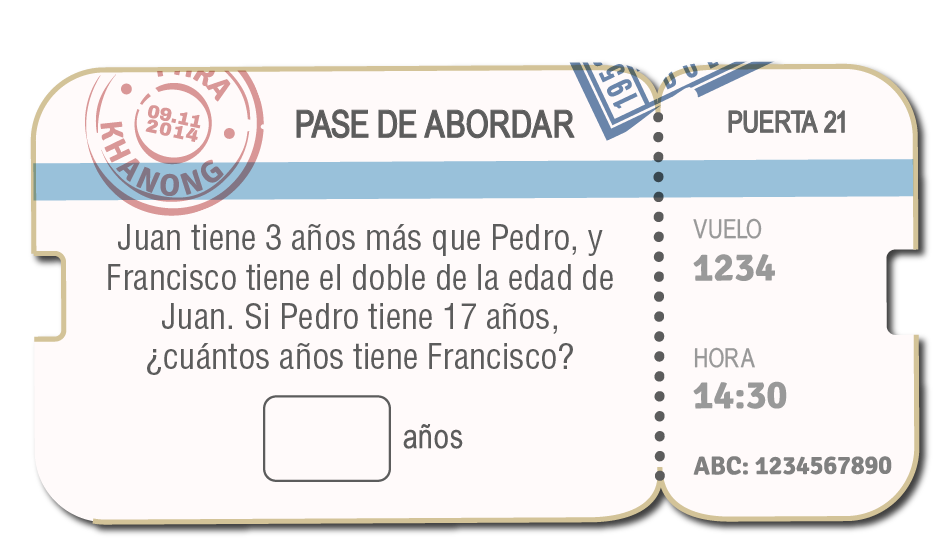 09.11
2014
KHANONG
PASE DE ABORDAR
Juan tiene 3 años más que Pedro, y
Francisco tiene el doble de la edad de
Juan. Si Pedro tiene 17 años,
¿cuántos años tiene Francisco?
años
PUERTA 21
VUELO
1234
HORA
14:30
ABC: 1234567890